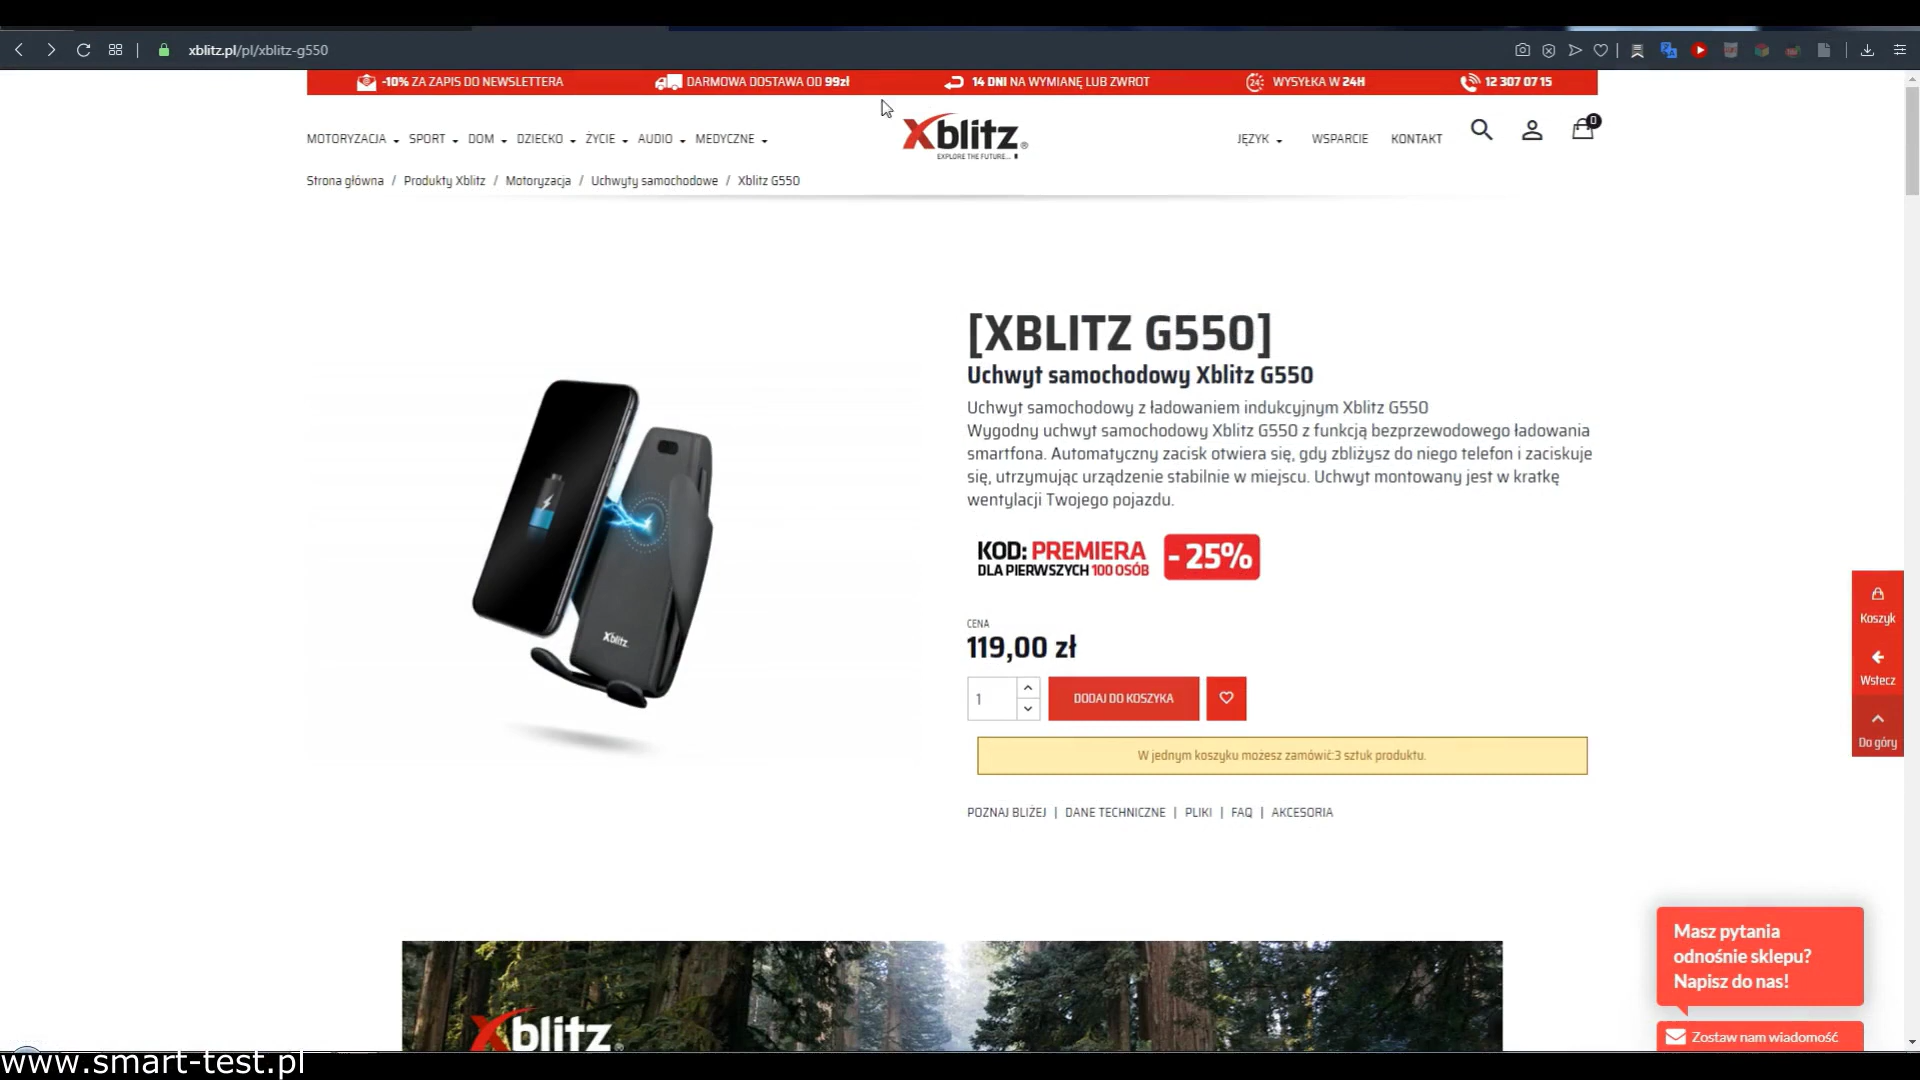 xblitz.pl/pl/xblitz-g550
-10% ZA ZAPIS DO NEWSLETTERA
DARMOWA DOSTAWA OD 99zł
14 DNI NA WYMIANĘ LUB ZWROT
24
WYSYŁKA W 24H
12 307 07 15
MOTORYZACJA SPORT DOM DZIECKO ŻYCIE AUDIO MEDYCZNE
Xblitz®
EXPLORE THE FUTURE...
JĘZYK WSPARCIE KONTAKT
0
Strona główna / Produkty Xblitz / Motoryzacja / Uchwyty samochodowe / Xblitz G550
[XBLITZ G550]
Uchwyt samochodowy Xblitz G550
Uchwyt samochodowy z ładowaniem indukcyjnym Xblitz G550
Wygodny uchwyt samochodowy Xblitz G550 z funkcją bezprzewodowego ładowania
smartfona. Automatyczny zacisk otwiera się, gdy zbliżysz do niego telefon i zaciskuje
się, utrzymując urządzenie stabilnie w miejscu. Uchwyt montowany jest w kratkę
wentylacji Twojego pojazdu.
KOD: PREMIERA
DLA PIERWSZYCH 100 OSÓB
- 25%
Xblitz
CENA
119,00 zł
1
DODAJ DO KOSZYKA
W jednym koszyku możesz zamówić:3 sztuk produktu.
POZNAJ BLIŻEJ | DANE TECHNICZNE | PLIKI | FAQ | AKCESORIA
Koszyk
Wstecz
Do góry
Masz pytania
odnośnie sklepu?
Napisz do nas!
Zostaw nam wiadomość
Xblitz®
www.smart-test.pl